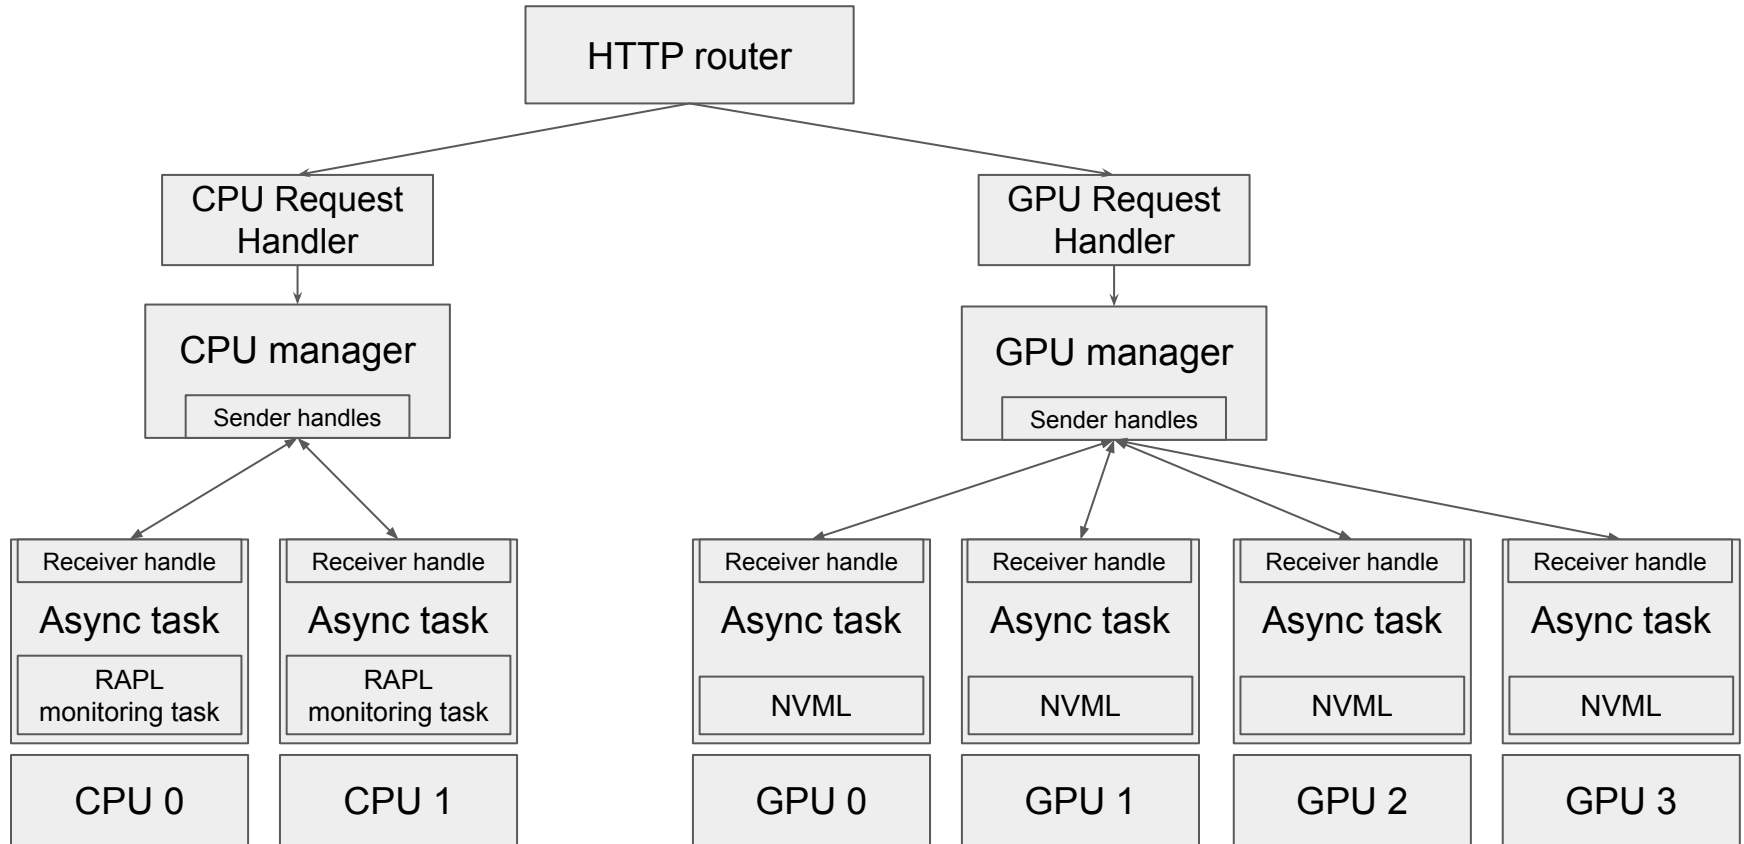 HTTP router
CPU Request
Handler
GPU Request
Handler
CPU manager
Sender handles
GPU manager
Sender handles
Receiver handle
Receiver handle
Receiver handle
Receiver handle
Receiver handle
Receiver handle
Async task
Async task
Async task
Async task
Async task
Async task
RAPL
monitoring task
RAPL
monitoring task
NVML
NVML
NVML
NVML
CPU 0
CPU 1
GPU 0
GPU 1
GPU 2
GPU 3